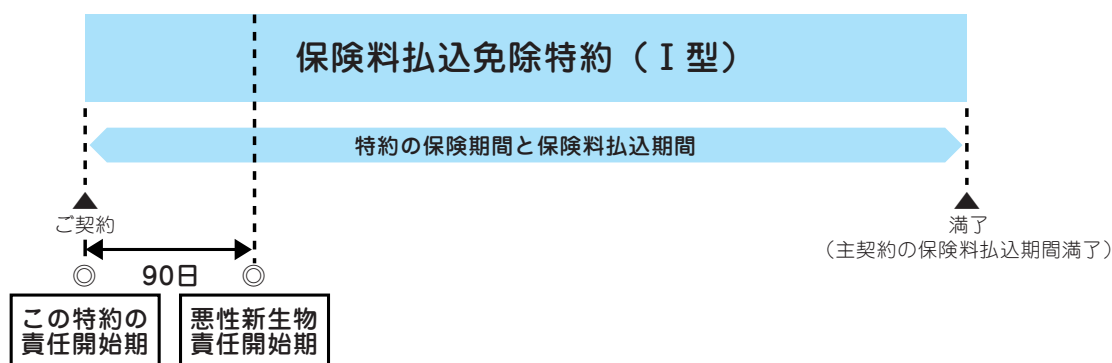 保険料払込免除特約（Ⅰ型）
特約の保険期間と保険料払込期間
ご契約
満了
（主契約の保険料払込期間満了）
◎ 90日 ◎
この特約の
責任開始期
悪性新生物
責任開始期